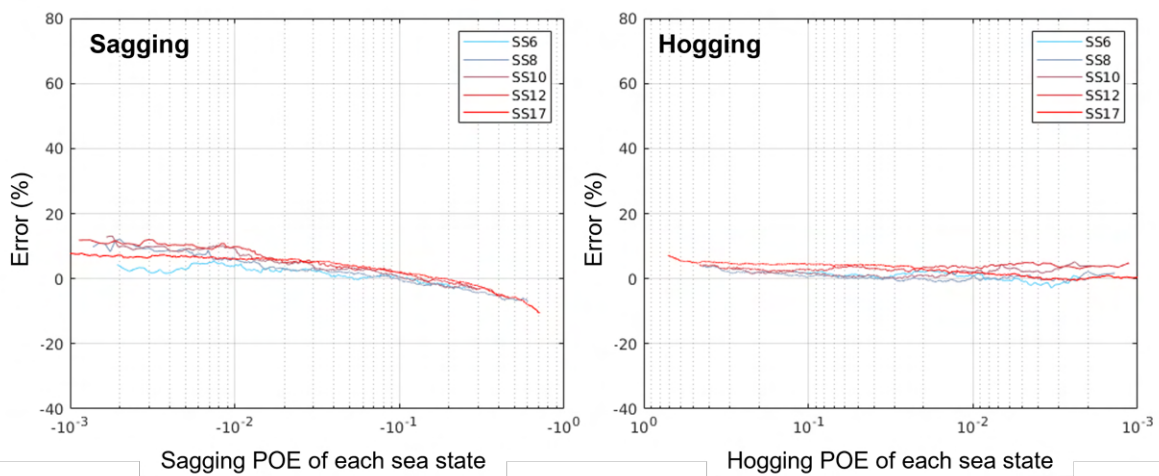 Sagging
SS6
SS8
SS10
SS12
SS17
80
60
40
20
0
-20
-40
Error (%)
-10^-3
-10^-2
-10^-1
-10^0
Sagging POE of each sea state
Hogging
SS6
SS8
SS10
SS12
SS17
80
60
40
20
0
-20
-40
Error (%)
10^0
10^-1
10^-2
10^-3
Hogging POE of each sea state